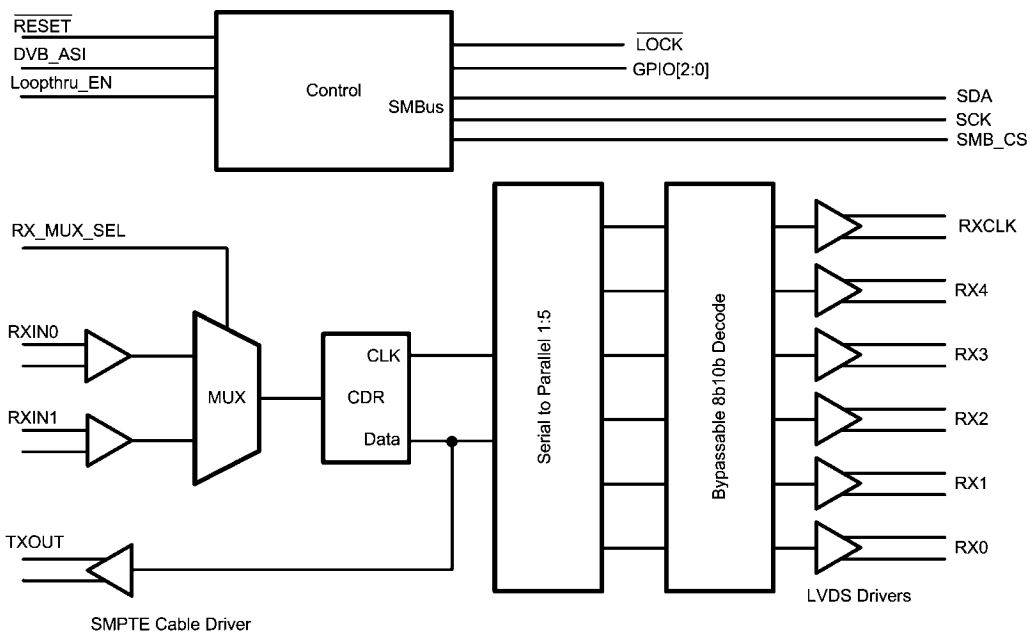 RESET
DVB_ASI
Loopthru_EN
Control
SMBus
LOCK
GPIO[2:0]
SDA
SCK
SMB_CS
RX_MUX_SEL
RXIN0
RXIN1
MUX
CLK
CDR
Data
TXOUT
SMPTE Cable Driver
Serial to Parallel 1:5
Bypassable 8b10b Decode
RXCLK
RX4
RX3
RX2
RX1
RX0
LVDS Drivers